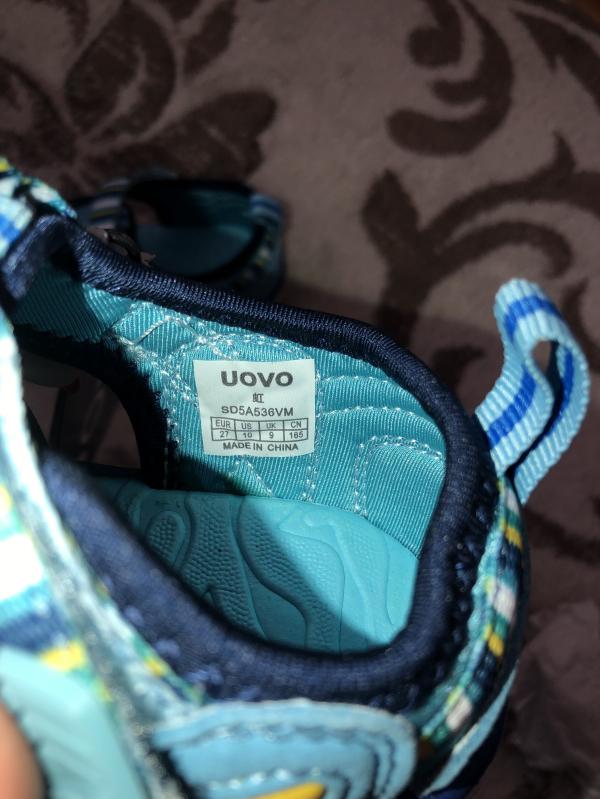 UOVO
虹
SD5A536VM
EUR US UK CN
27 10 9 165
MADE IN CHINA